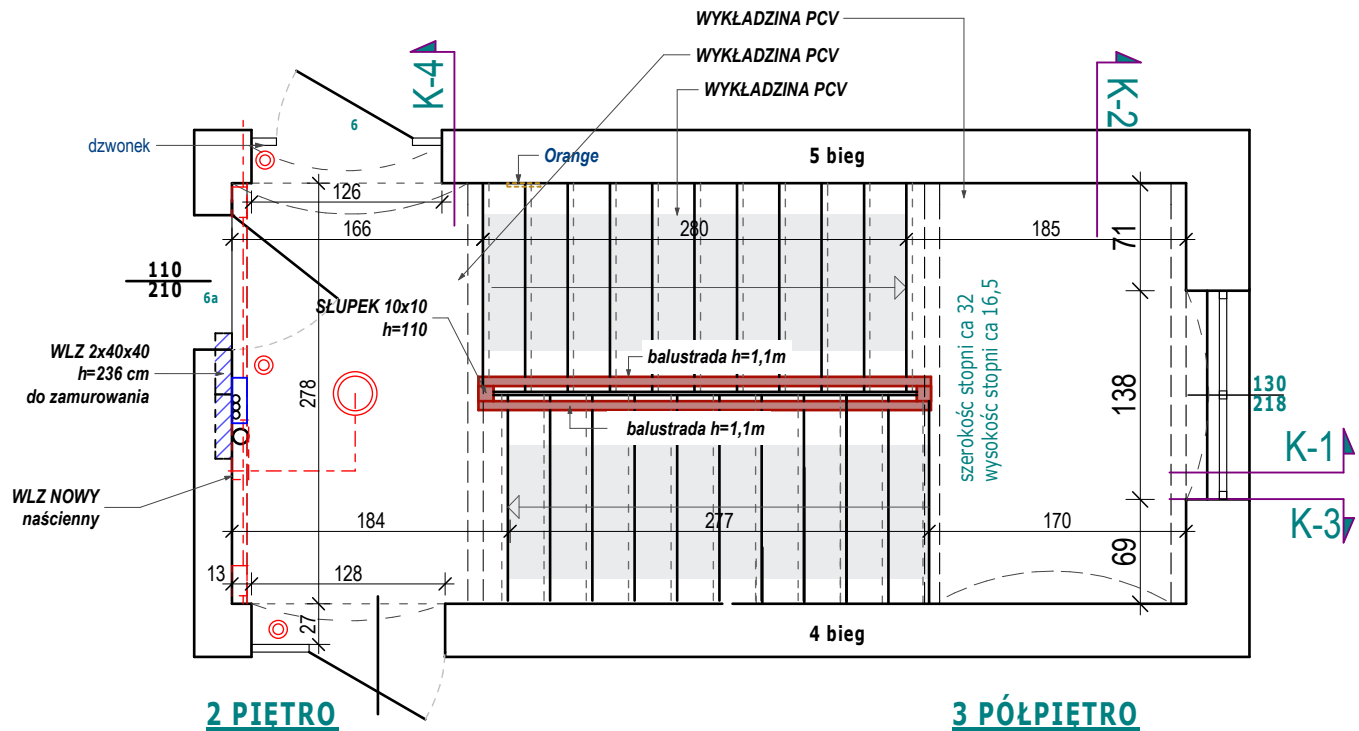 WYKŁADZINA PCV
WYKŁADZINA PCV
WYKŁADZINA PCV
K-4
K-2
6
dzwonek
Orange
5 bieg
126
166
280
185
71
110
210
6a
SŁUPEK 10x10
h=110
szerokość stopni ca 32
wysokość stopni ca 16,5
WLZ 2x40x40
h=236 cm
do zamurowania
balustrada h=1,1m
278
138
130
218
balustrada h=1,1m
K-1
WLZ NOWY
naścienny
184
277
170
K-3
13
128
69
27
4 bieg
2 PIĘTRO
3 PÓŁPIĘTRO